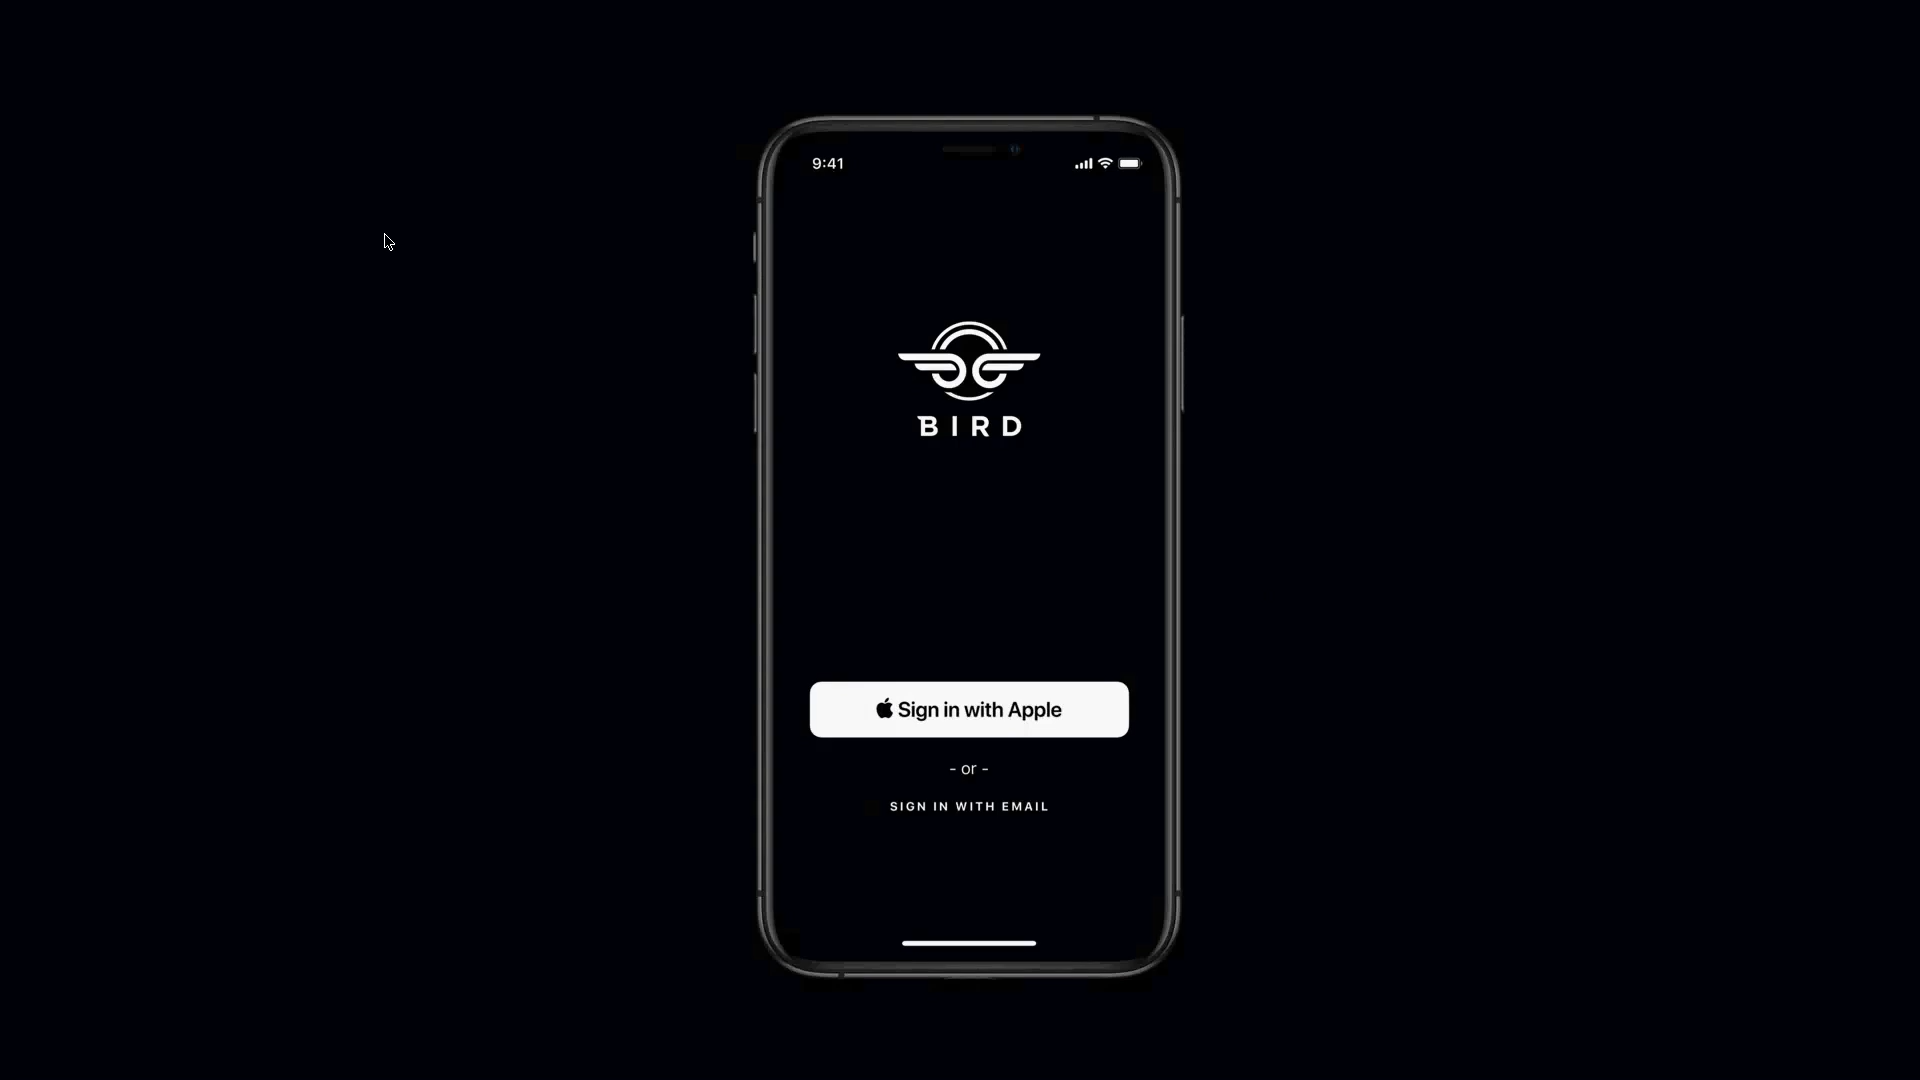 9:41
BIRD
Sign in with Apple
- or -
SIGN IN WITH EMAIL